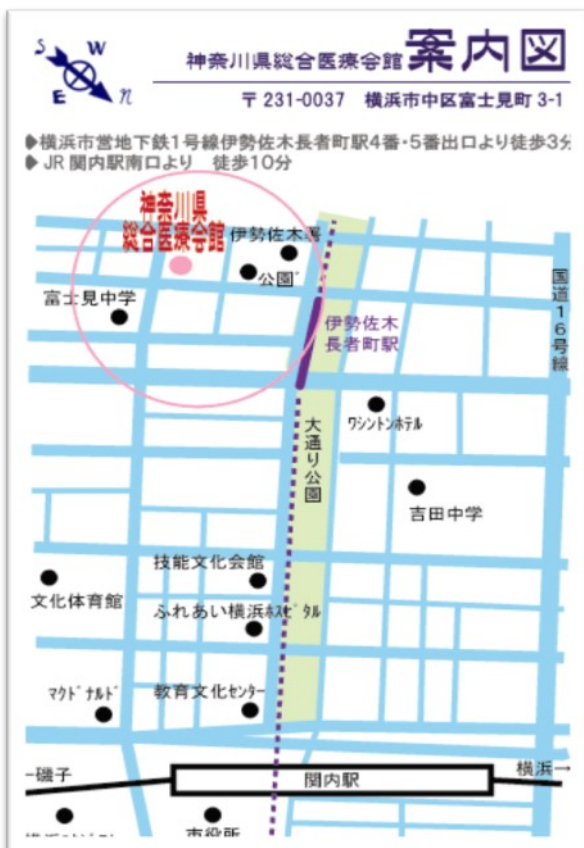 S W
E n
神奈川県総合医療会館 案内図
〒231-0037 横浜市中区富士見町 3-1
▶横浜市営地下鉄1号線伊勢佐木長者町駅4番・5番出口より徒歩3分
▶ JR 関内駅南口より 徒歩10分
神奈川県
総合医療会館
伊勢佐木署
公園
富士見中学
伊勢佐木
長者町駅
国道16号線
ワシントンホテル
大通り公園
吉田中学
技能文化会館
文化体育館
ふれあい横浜ホスピタル
マクドナルド
教育文化センター
磯子
関内駅
横浜→
市役所